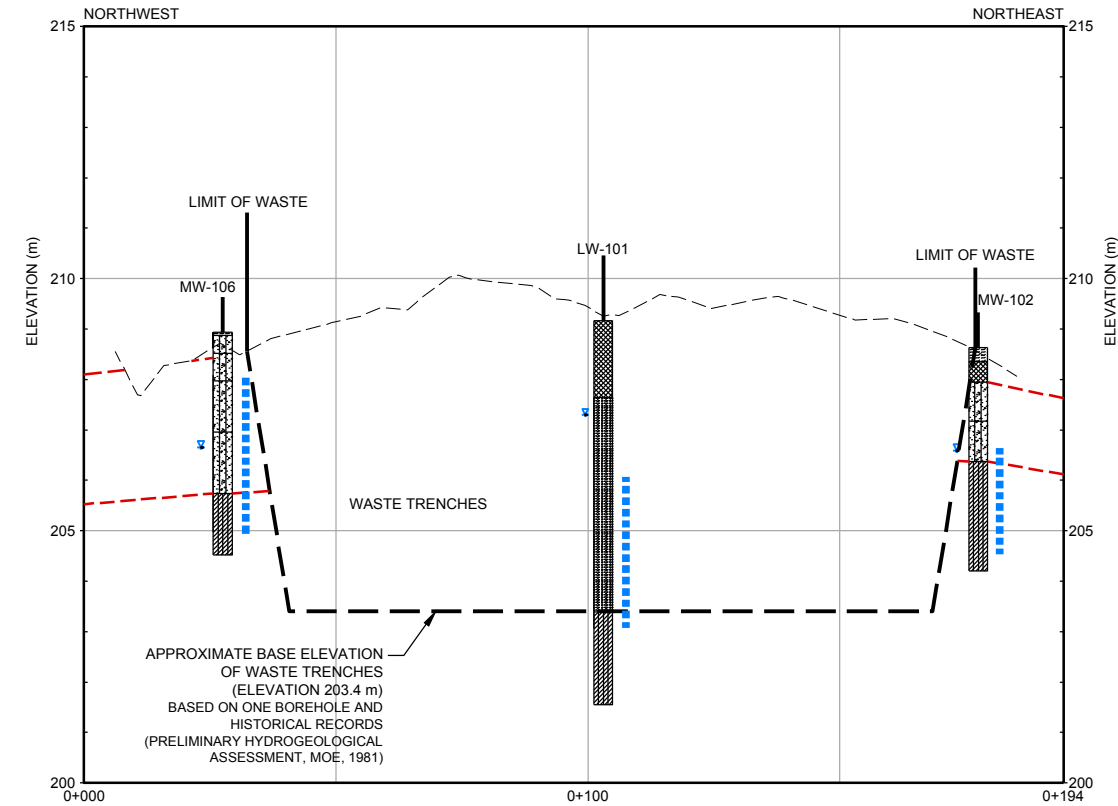 NORTHWEST
NORTHEAST
215
215
LIMIT OF WASTE
LW-101
ELEVATION (m)
ELEVATION (m)
LIMIT OF WASTE
210
210
MW-106
MW-102
WASTE TRENCHES
205
205
APPROXIMATE BASE ELEVATION
OF WASTE TRENCHES
(ELEVATION 203.4 m)
BASED ON ONE BOREHOLE AND
HISTORICAL RECORDS
(PRELIMINARY HYDROGEOLOGICAL
ASSESSMENT, MOE, 1981)
200
200
0+000
0+100
0+194